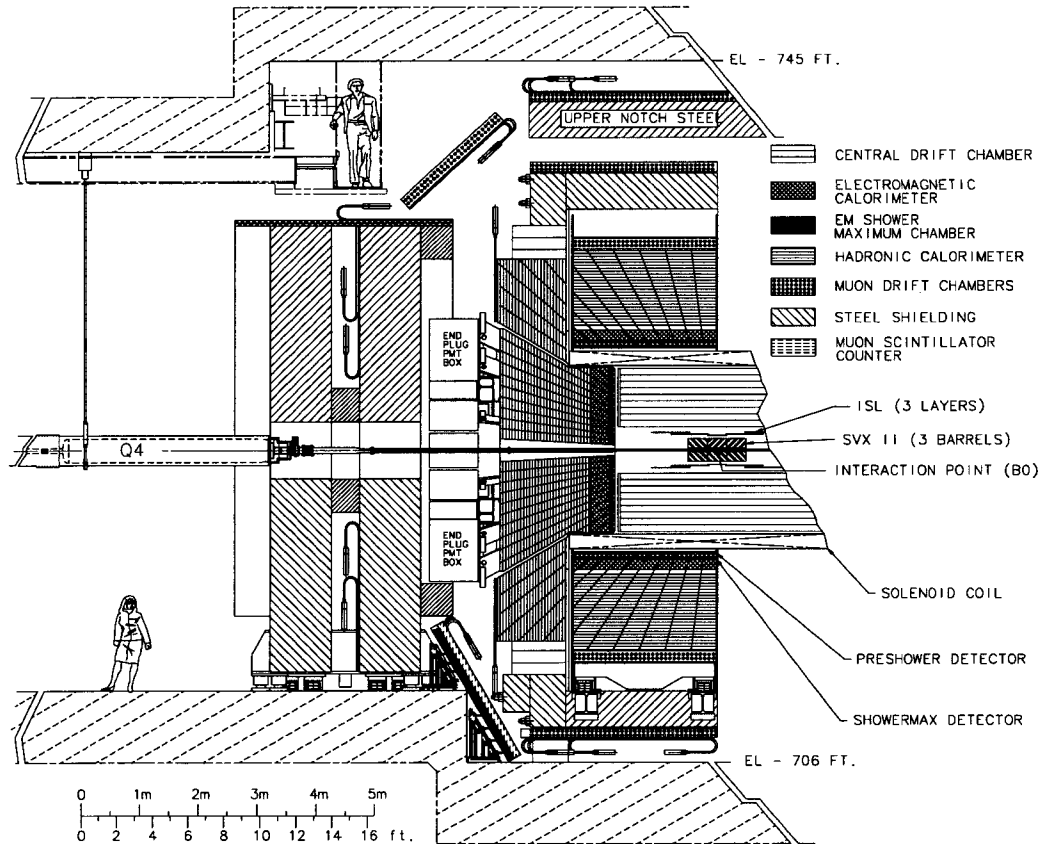 EL - 745 FT.
UPPER NOTCH STEEL
CENTRAL DRIFT CHAMBER
ELECTROMAGNETIC
CALORIMETER
EM SHOWER
MAXIMUM CHAMBER
HADRONIC CALORIMETER
MUON DRIFT CHAMBERS
STEEL SHIELDING
MUON SCINTILLATOR
COUNTER
END
PLUG
PMT
BOX
ISL (3 LAYERS)
Q4
SVX II (3 BARRELS)
INTERACTION POINT (B0)
END
PLUG
PMT
BOX
SOLENOID COIL
PRESHOWER DETECTOR
SHOWERMAX DETECTOR
EL - 706 FT.
0 1m 2m 3m 4m 5m
0 2 4 6 8 10 12 14 16 ft.